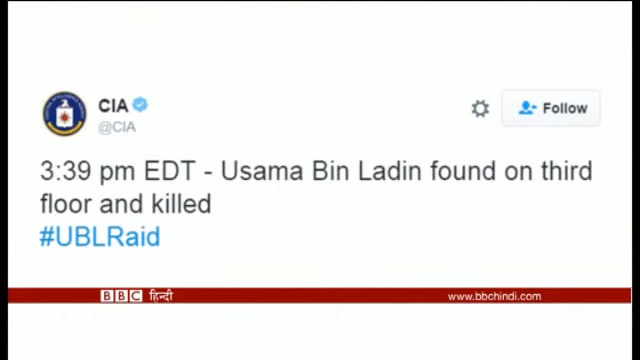 CIA
@CIA
Follow
3:39 pm EDT - Usama Bin Ladin found on third
floor and killed
#UBLRaid
BBC हिन्दी
www.bbchindi.com